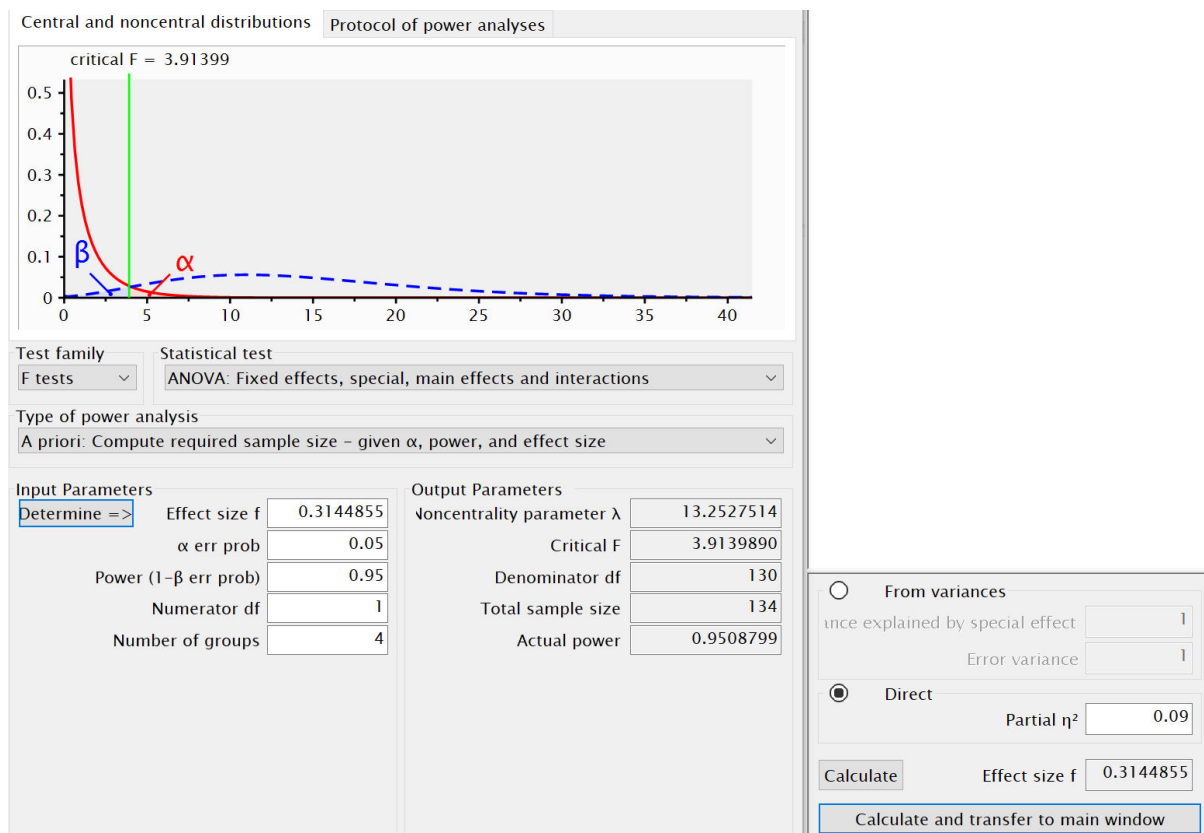 Central and noncentral distributions
Protocol of power analyses
critical F = 3.91399
0.5
0.4
0.3
0.2
0.1
0
β
α
0 5 10 15 20 25 30 35 40
Test family
Statistical test
F tests
ANOVA: Fixed effects, special, main effects and interactions
Type of power analysis
A priori: Compute required sample size – given α, power, and effect size
Input Parameters
Determine =>
Effect size f 0.3144855
α err prob 0.05
Power (1-β err prob) 0.95
Numerator df 1
Number of groups 4
Output Parameters
Noncentrality parameter λ 13.2527514
Critical F 3.9139890
Denominator df 130
Total sample size 134
Actual power 0.9508799
From variances
ance explained by special effect 1
Error variance 1
Direct
Partial η² 0.09
Calculate
Effect size f 0.3144855
Calculate and transfer to main window